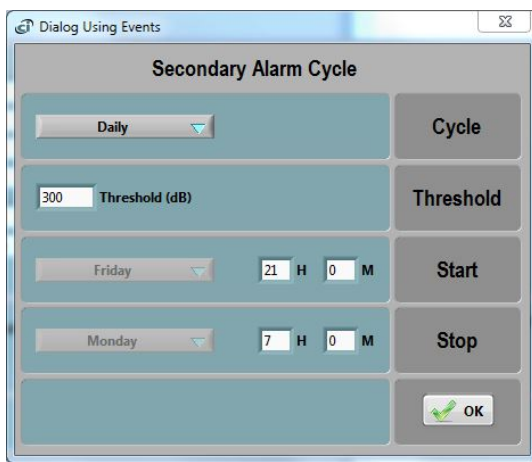 Dialog Using Events
Secondary Alarm Cycle
Daily
Cycle
300 Threshold (dB)
Threshold
Friday 21 H 0 M
Start
Monday 7 H 0 M
Stop
OK